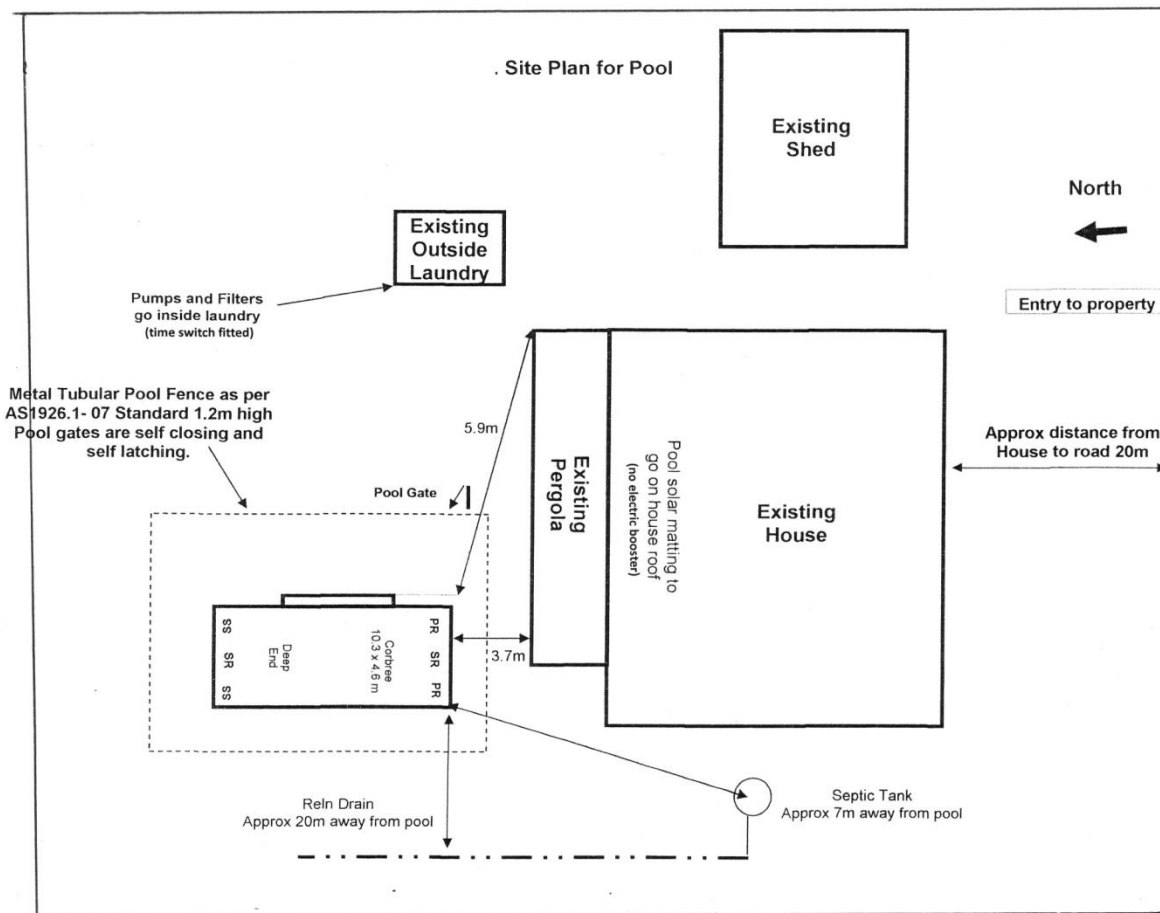 . Site Plan for Pool
Existing
Shed
North
Existing
Outside
Laundry
Pumps and Filters
go inside laundry
(time switch fitted)
Entry to property
Metal Tubular Pool Fence as per
AS1926.1- 07 Standard 1.2m high
Pool gates are self closing and
self latching.
5.9m
Approx distance from
House to road 20m
Pool Gate
Existing
Pergola
Pool solar matting to
go on house roof
(no electric booster)
Existing
House
SS
SR
SS
Deep
End
Corbree
10.3 x 4.6 m
PR
SR
PR
3.7m
Reln Drain
Approx 20m away from pool
Septic Tank
Approx 7m away from pool